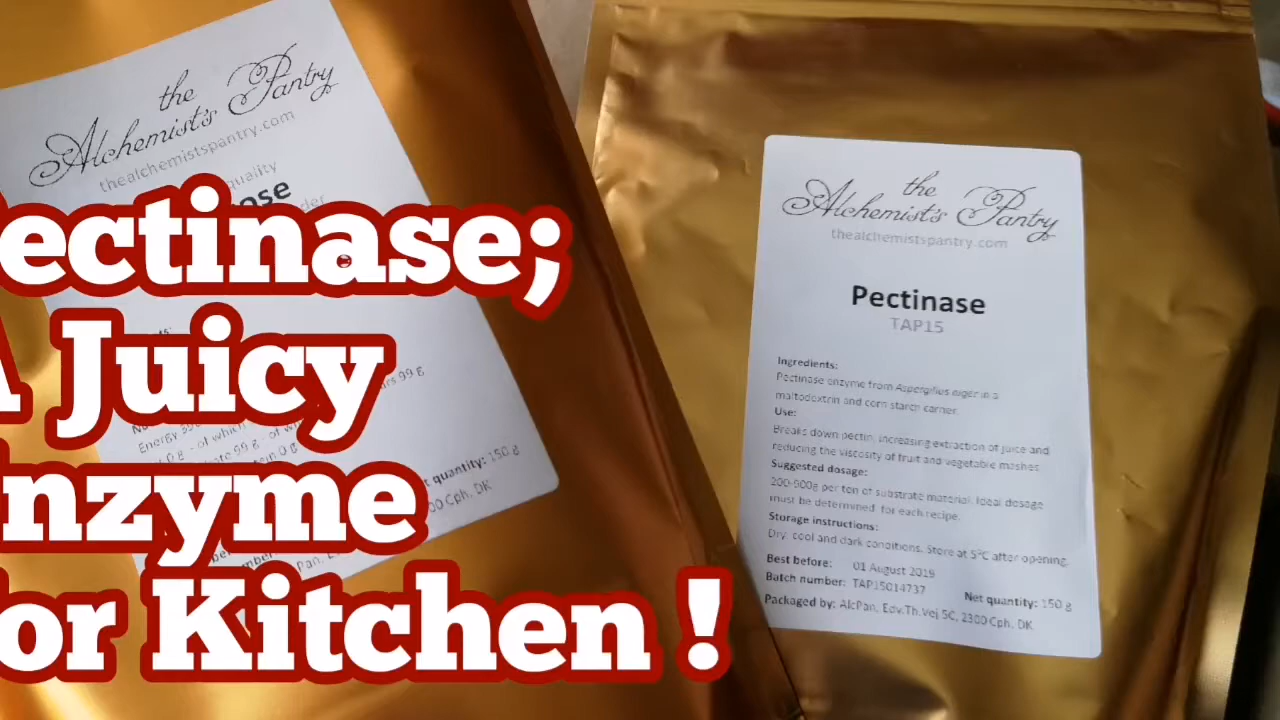 the
Alchemist's Pantry
thealchemistspantry.com
quality
ose
der
ectinase;
A Juicy
nzyme
or Kitchen !
ars 99 g
Energy
of which
0 g
t quantity: 150 g
00 Cph, DK
the
Alchemist's Pantry
thealchemistspantry.com
Pectinase
TAP15
Ingredients:
Pectinase enzyme from Aspergillus niger in a
maltodextrin and corn starch carrier.
Use:
Breaks down pectin, increasing extraction of juice and
reducing the viscosity of fruit and vegetable mashes
Suggested dosage:
200-900g per ton of substrate material. Ideal dosage
must be determined for each recipe.
Storage instructions:
Dry, cool and dark conditions. Store at 5°C after opening.
Best before: 01 August 2019
Batch number: TAP15014737
Net quantity: 150 g
Packaged by: AlcPan, Edv.Th.Vej 5C, 2300 Cph, DK